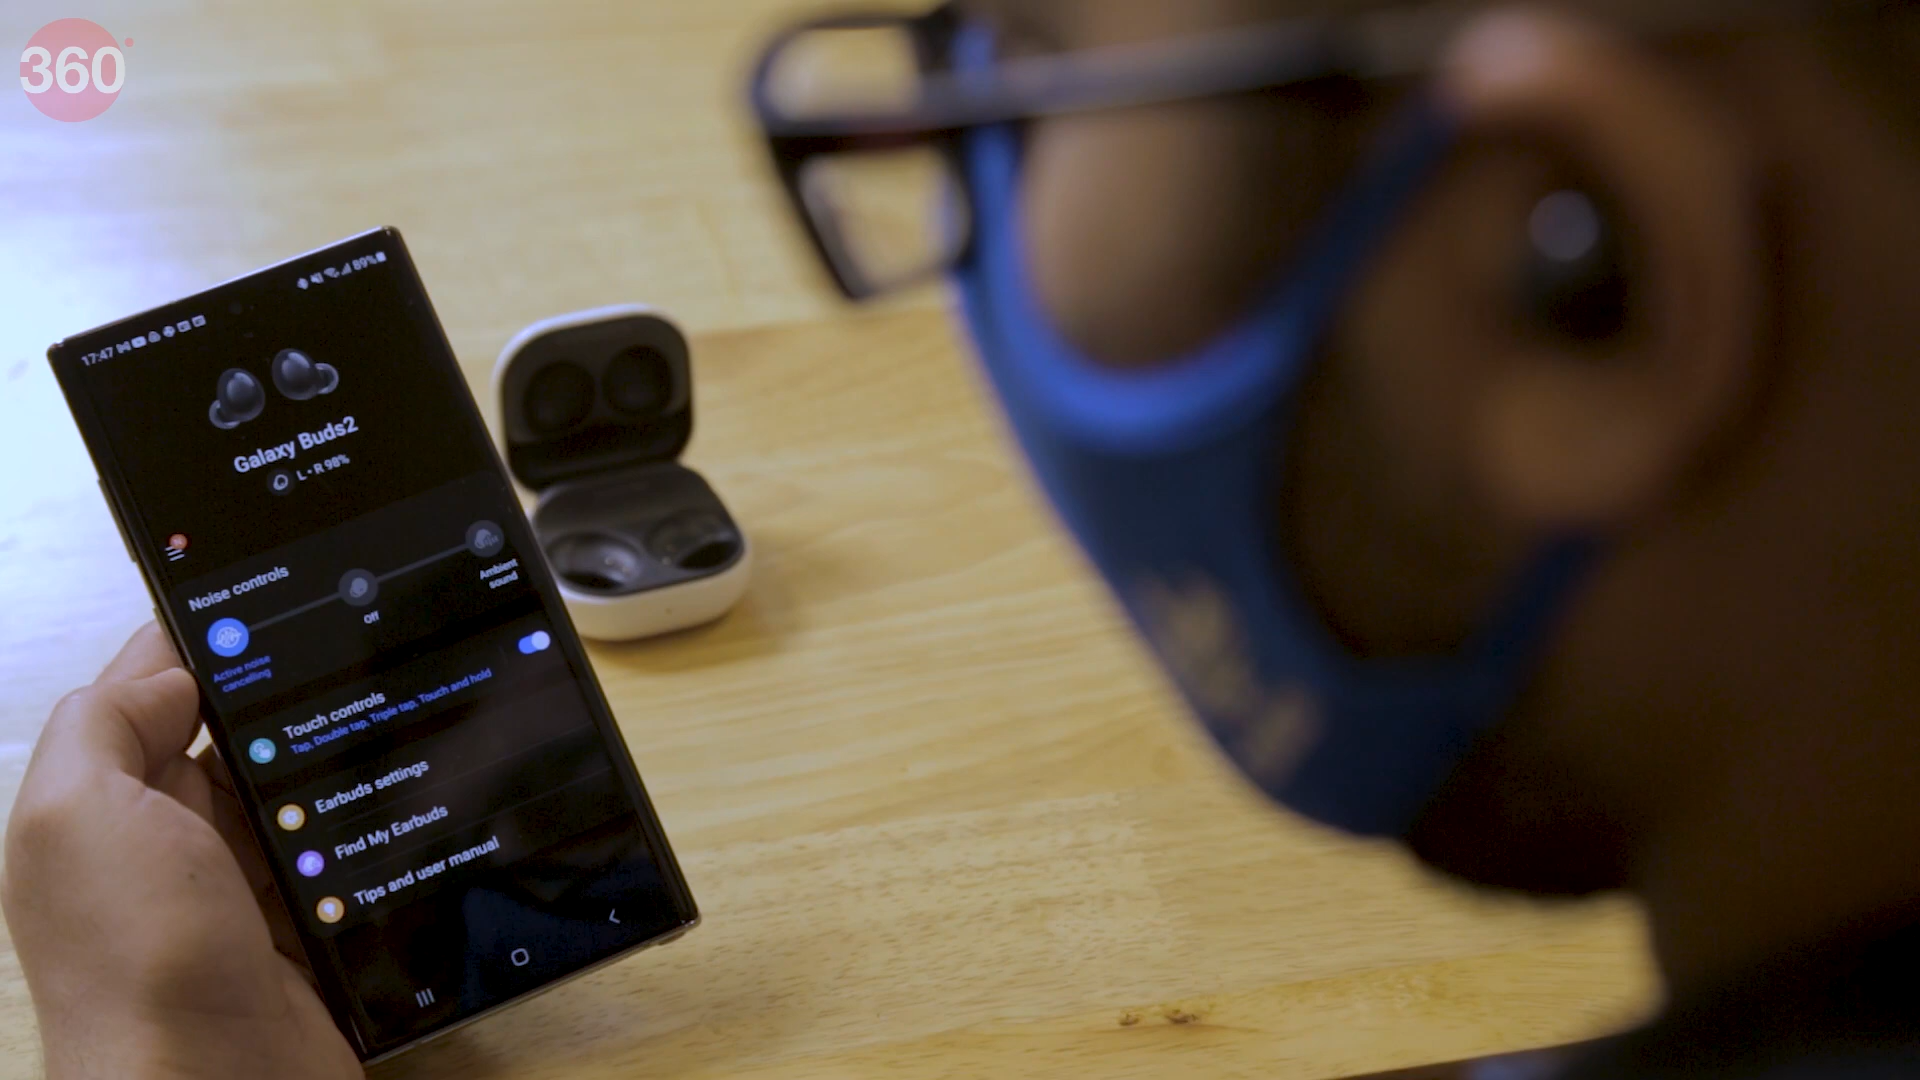 360
17:47
89%
Galaxy Buds2
L • R 98%
N
Noise controls
Ambient
sound
Off
Active noise
cancelling
Touch controls
Tap, Double tap, Triple tap, Touch and hold
Earbuds settings
Find My Earbuds
Tips and user manual